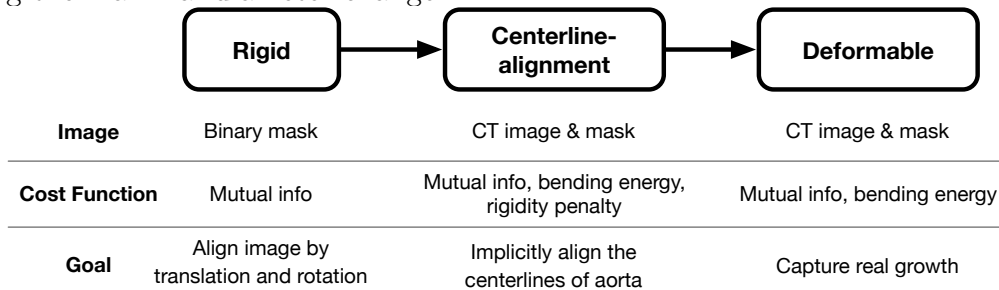 Rigid
Centerline-
alignment
Deformable
Image
Binary mask
CT image & mask
CT image & mask
Cost Function
Mutual info
Mutual info, bending energy,
rigidity penalty
Mutual info, bending energy
Goal
Align image by
translation and rotation
Implicitly align the
centerlines of aorta
Capture real growth